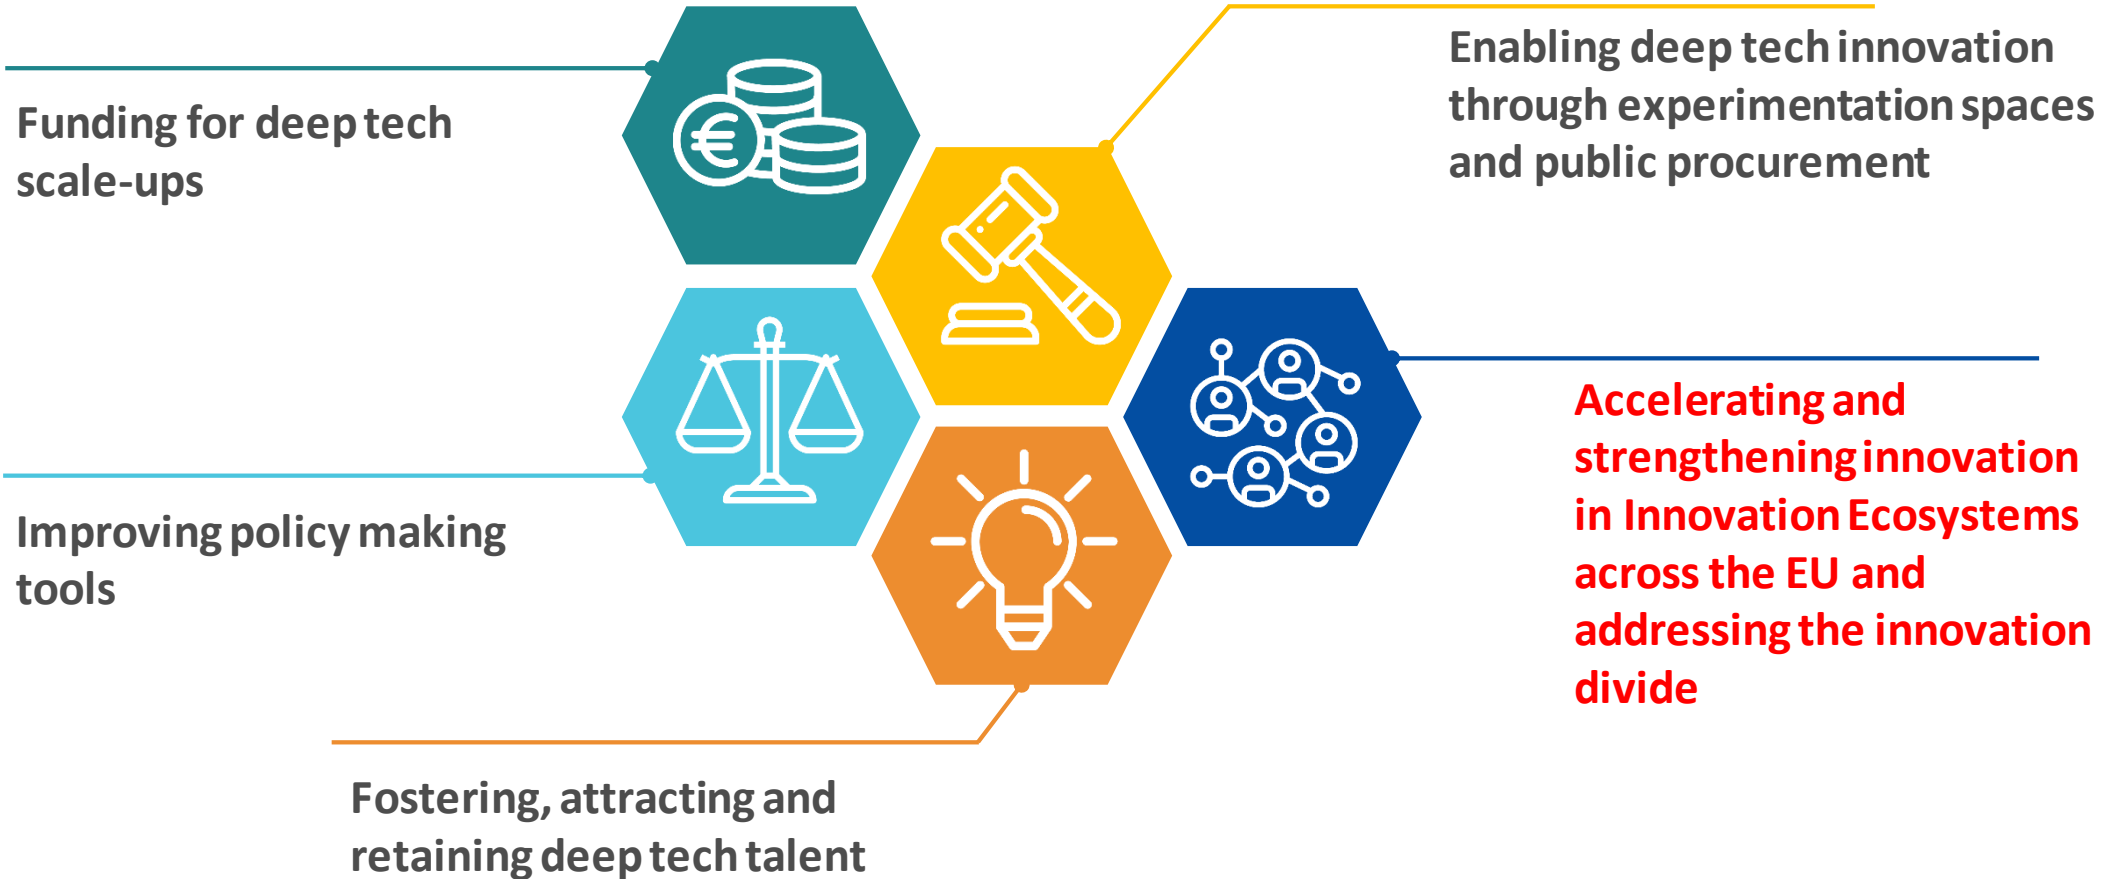 Funding for deep tech
scale-ups
Enabling deep tech innovation
through experimentation spaces
and public procurement
Improving policy making
tools
Accelerating and
strengthening innovation
in Innovation Ecosystems
across the EU and
addressing the innovation
divide
Fostering, attracting and
retaining deep tech talent